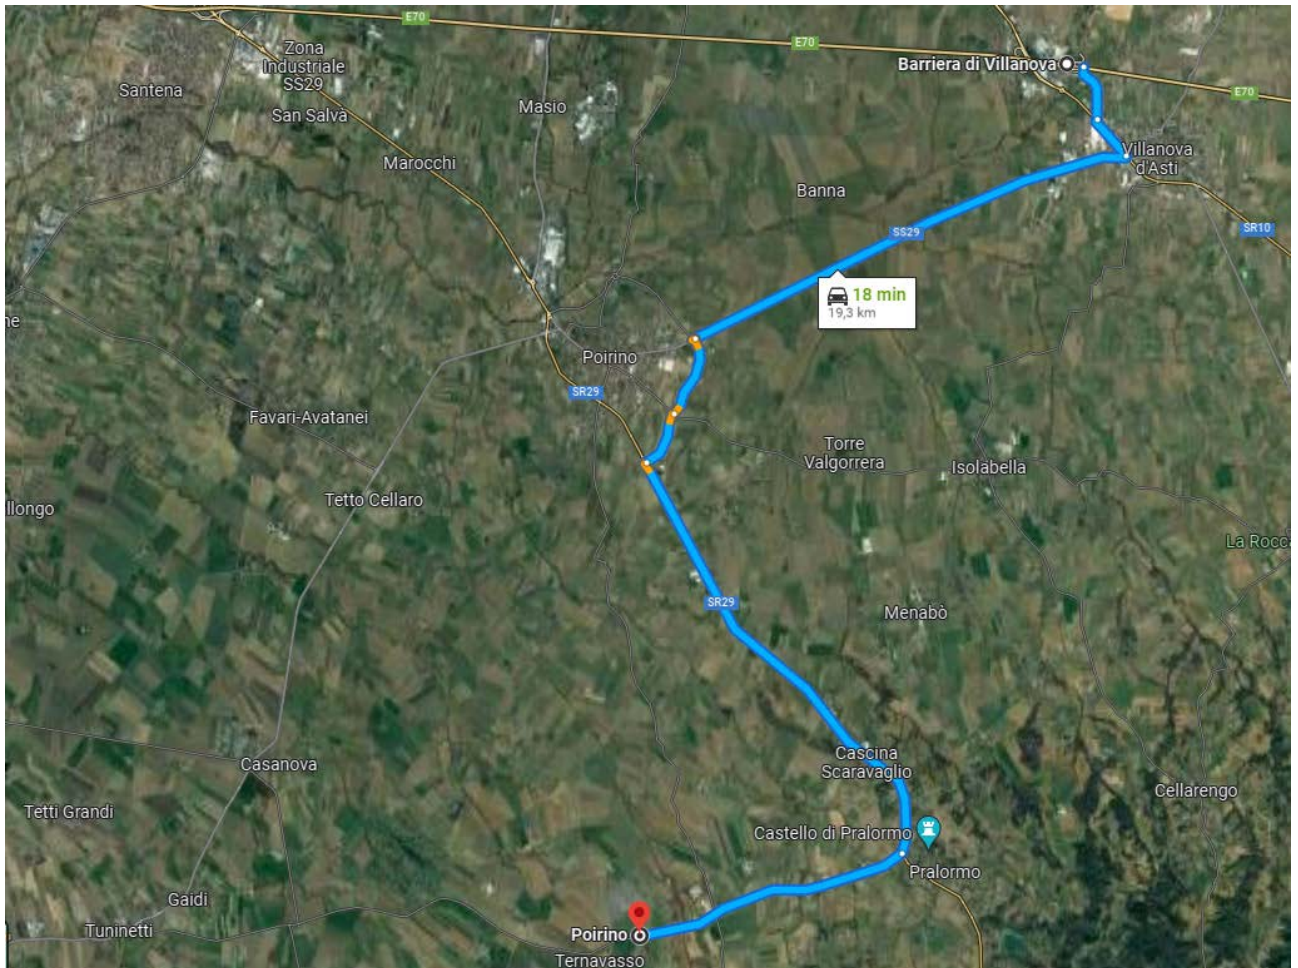 E70
E70
Zona
Industriale
SS29
Barriera di Villanova
Santena
E70
Masio
San Salvà
Villanova
d'Asti
Marocchi
Banna
SS29
SR10
18 min
19,3 km
ne
Poirino
SR29
Favari-Avatanei
Torre
Valgorrera
Isolabella
Tetto Cellaro
llongo
La Rocca
SR29
Menabò
Cascina
Scaravaglio
Casanova
Cellarengo
Tetti Grandi
Castello di Pralormo
Pralormo
Gaidi
Tuninetti
Poirino
Ternavasso